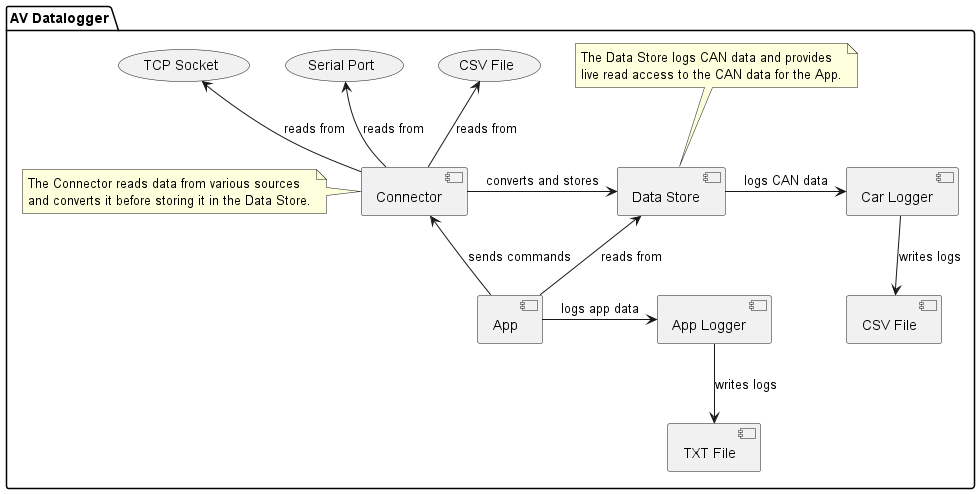 AV Datalogger
TCP Socket
Serial Port
CSV File
The Data Store logs CAN data and provides
live read access to the CAN data for the App.
reads from
reads from
reads from
The Connector reads data from various sources
and converts it before storing it in the Data Store.
Connector
converts and stores
Data Store
logs CAN data
Car Logger
sends commands
reads from
writes logs
App
logs app data
App Logger
CSV File
writes logs
TXT File